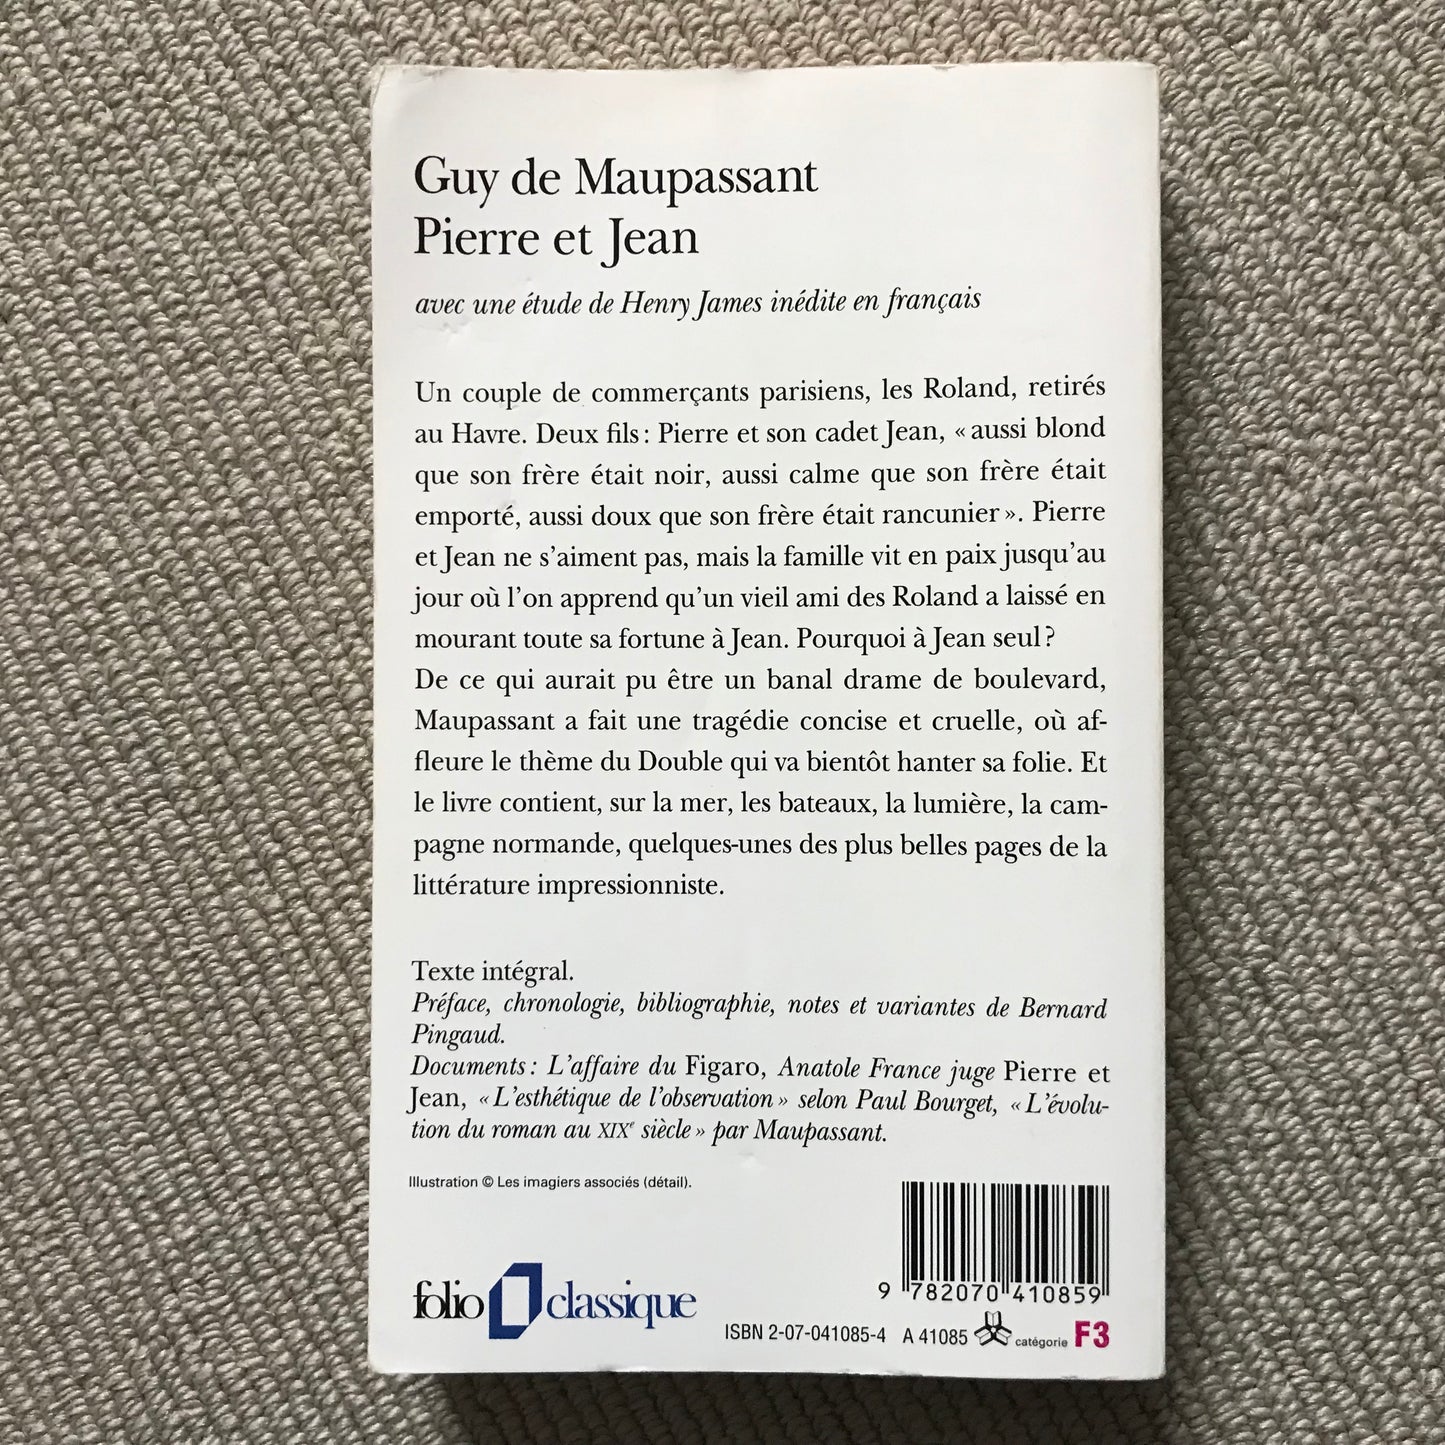 Guy de Maupassant
Pierre et Jean
avec une étude de Henry James inédite en français
Un couple de commerçants parisiens, les Roland, retirés
au Havre. Deux fils : Pierre et son cadet Jean, « aussi blond
que son frère était noir, aussi calme que son frère était
emporté, aussi doux que son frère était rancunier ». Pierre
et Jean ne s'aiment pas, mais la famille vit en paix jusqu'au
jour où l'on apprend qu'un vieil ami des Roland a laissé en
mourant toute sa fortune à Jean. Pourquoi à Jean seul ?
De ce qui aurait pu être un banal drame de boulevard,
Maupassant a fait une tragédie concise et cruelle, où af-
fleure le thème du Double qui va bientôt hanter sa folie. Et
le livre contient, sur la mer, les bateaux, la lumière, la cam-
pagne normande, quelques-unes des plus belles pages de la
littérature impressionniste.
Texte intégral.
Préface, chronologie, bibliographie, notes et variantes de Bernard
Pingaud.
Documents : L'affaire du Figaro, Anatole France juge Pierre et
Jean, « L'esthétique de l'observation » selon Paul Bourget, « L'évolu-
tion du roman au XIXe siècle » par Maupassant.
Illustration © Les imagiers associés (détail).
folio classique
9 782070 410859
ISBN 2-07-041085-4 A 41085 catégorie F3